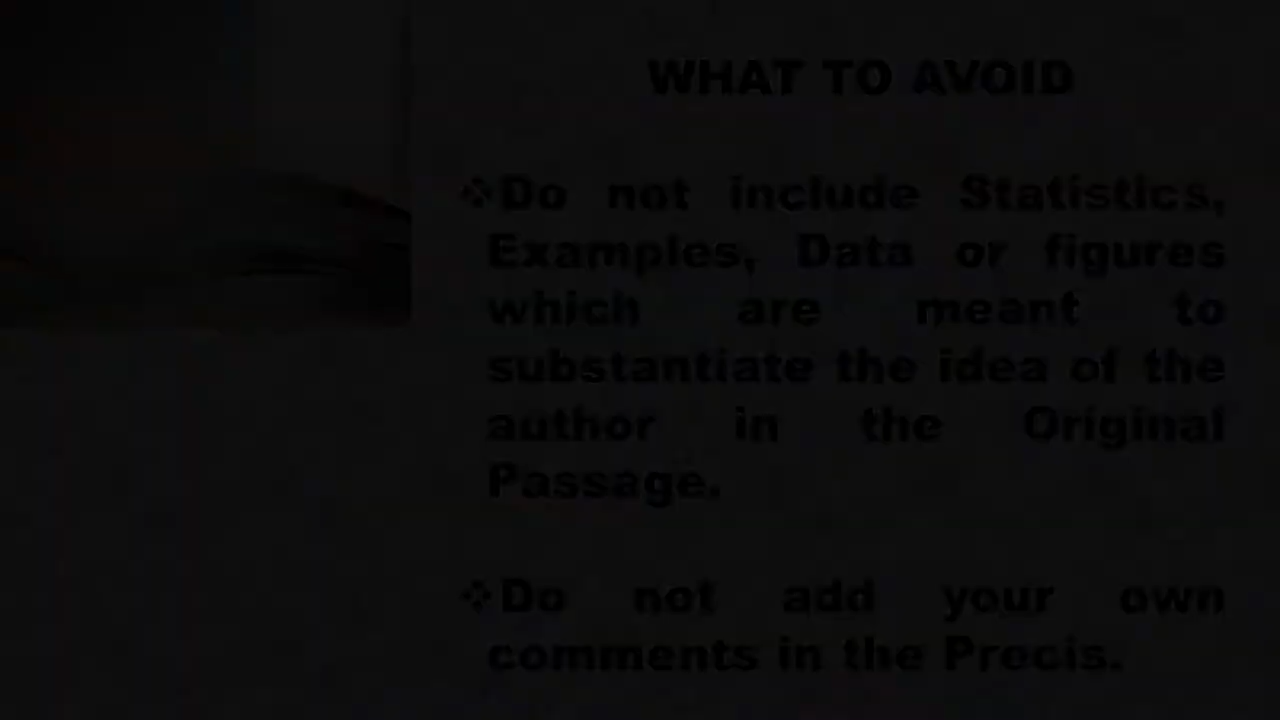 WHAT TO AVOID
❖Do not include Statistics,
Examples, Data or figures
which are meant to
substantiate the idea of the
author in the Original
Passage.
❖Do not add your own
comments in the Precis.